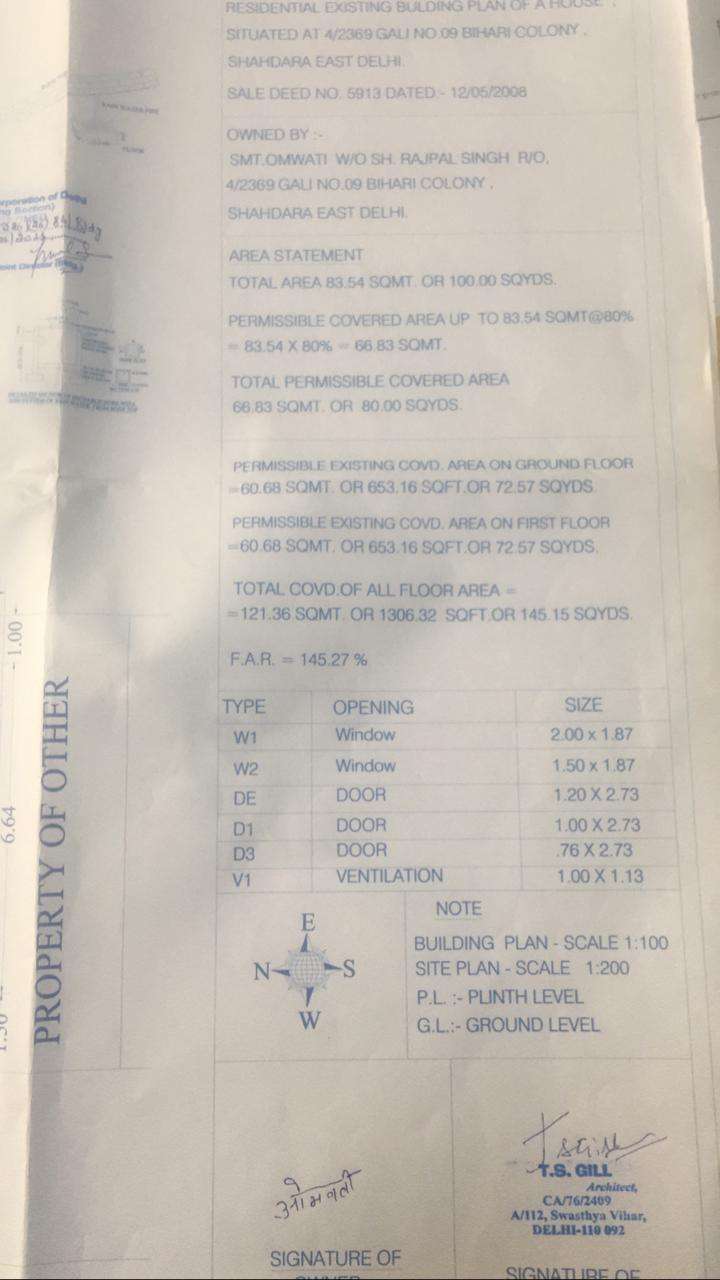 RESIDENTIAL EXISTING BULDING PLAN OF A HOUSE .
SITUATED AT 4/2369 GALI NO.09 BIHARI COLONY ,
SHAHDARA EAST DELHI.
SALE DEED NO. 5913 DATED:- 12/05/2008
OWNED BY :-
SMT.OMWATI W/O SH. RAJPAL SINGH R/O,
4/2369 GALI NO.09 BIHARI COLONY ,
SHAHDARA EAST DELHI.
AREA STATEMENT
TOTAL AREA 83.54 SQMT. OR 100.00 SQYDS.
PERMISSIBLE COVERED AREA UP TO 83.54 SQMT@80%
= 83.54 X 80% = 66.83 SQMT.
TOTAL PERMISSIBLE COVERED AREA
66.83 SQMT. OR 80.00 SQYDS.
PERMISSIBLE EXISTING COVD. AREA ON GROUND FLOOR
=60.68 SQMT. OR 653.16 SQFT.OR 72.57 SQYDS.
PERMISSIBLE EXISTING COVD. AREA ON FIRST FLOOR
=60.68 SQMT. OR 653.16 SQFT.OR 72.57 SQYDS.
TOTAL COVD.OF ALL FLOOR AREA =
=121.36 SQMT. OR 1306.32 SQFT.OR 145.15 SQYDS.
F.A.R. = 145.27 %
TYPE OPENING SIZE
W1 Window 2.00 x 1.87
W2 Window 1.50 x 1.87
DE DOOR 1.20 X 2.73
D1 DOOR 1.00 X 2.73
D3 DOOR .76 X 2.73
V1 VENTILATION 1.00 X 1.13
E
N S
W
NOTE
BUILDING PLAN - SCALE 1:100
SITE PLAN - SCALE 1:200
P.L. :- PLINTH LEVEL
G.L.:- GROUND LEVEL
ओमवती
SIGNATURE OF
OWNER
T.S. GILL
Architect,
CA/76/2409
A/112, Swasthya Vihar,
DELHI-110 092
SIGNATURE OF
PROPERTY OF OTHER
1.00
6.64